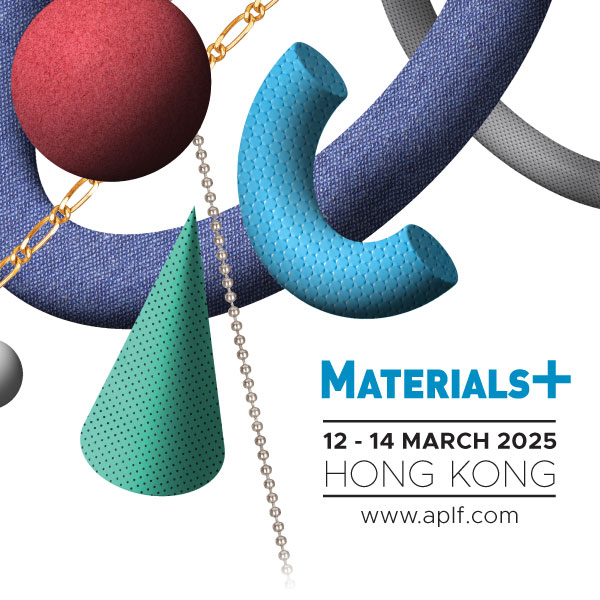 MATERIALS+
12 - 14 MARCH 2025
HONG KONG
www.aplf.com